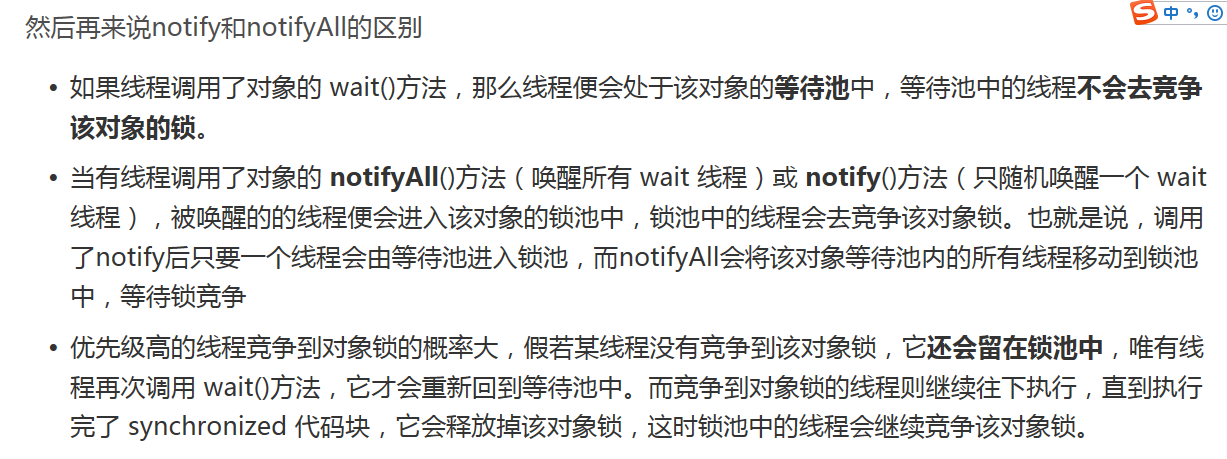 然后再来说notify和notifyAll的区别
中
• 如果线程调用了对象的 wait()方法，那么线程便会处于该对象的等待池中，等待池中的线程不会去竞争
该对象的锁。
• 当有线程调用了对象的 notifyAll()方法（唤醒所有 wait 线程）或 notify()方法（只随机唤醒一个 wait
线程），被唤醒的的线程便会进入该对象的锁池中，锁池中的线程会去竞争该对象锁。也就是说，调用
了notify后只要一个线程会由等待池进入锁池，而notifyAll会将该对象等待池内的所有线程移动到锁池
中，等待锁竞争
• 优先级高的线程竞争到对象锁的概率大，假若某线程没有竞争到该对象锁，它还会留在锁池中，唯有线
程再次调用 wait()方法，它才会重新回到等待池中。而竞争到对象锁的线程则继续往下执行，直到执行
完了 synchronized 代码块，它会释放掉该对象锁，这时锁池中的线程会继续竞争该对象锁。